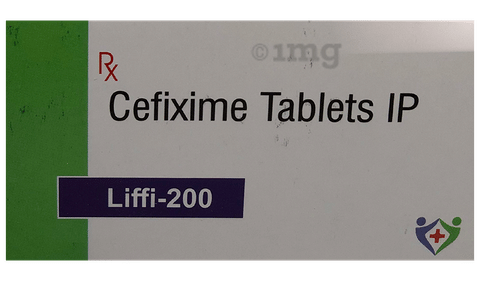 ©1mg
Rx
Cefixime Tablets IP
Liffi-200